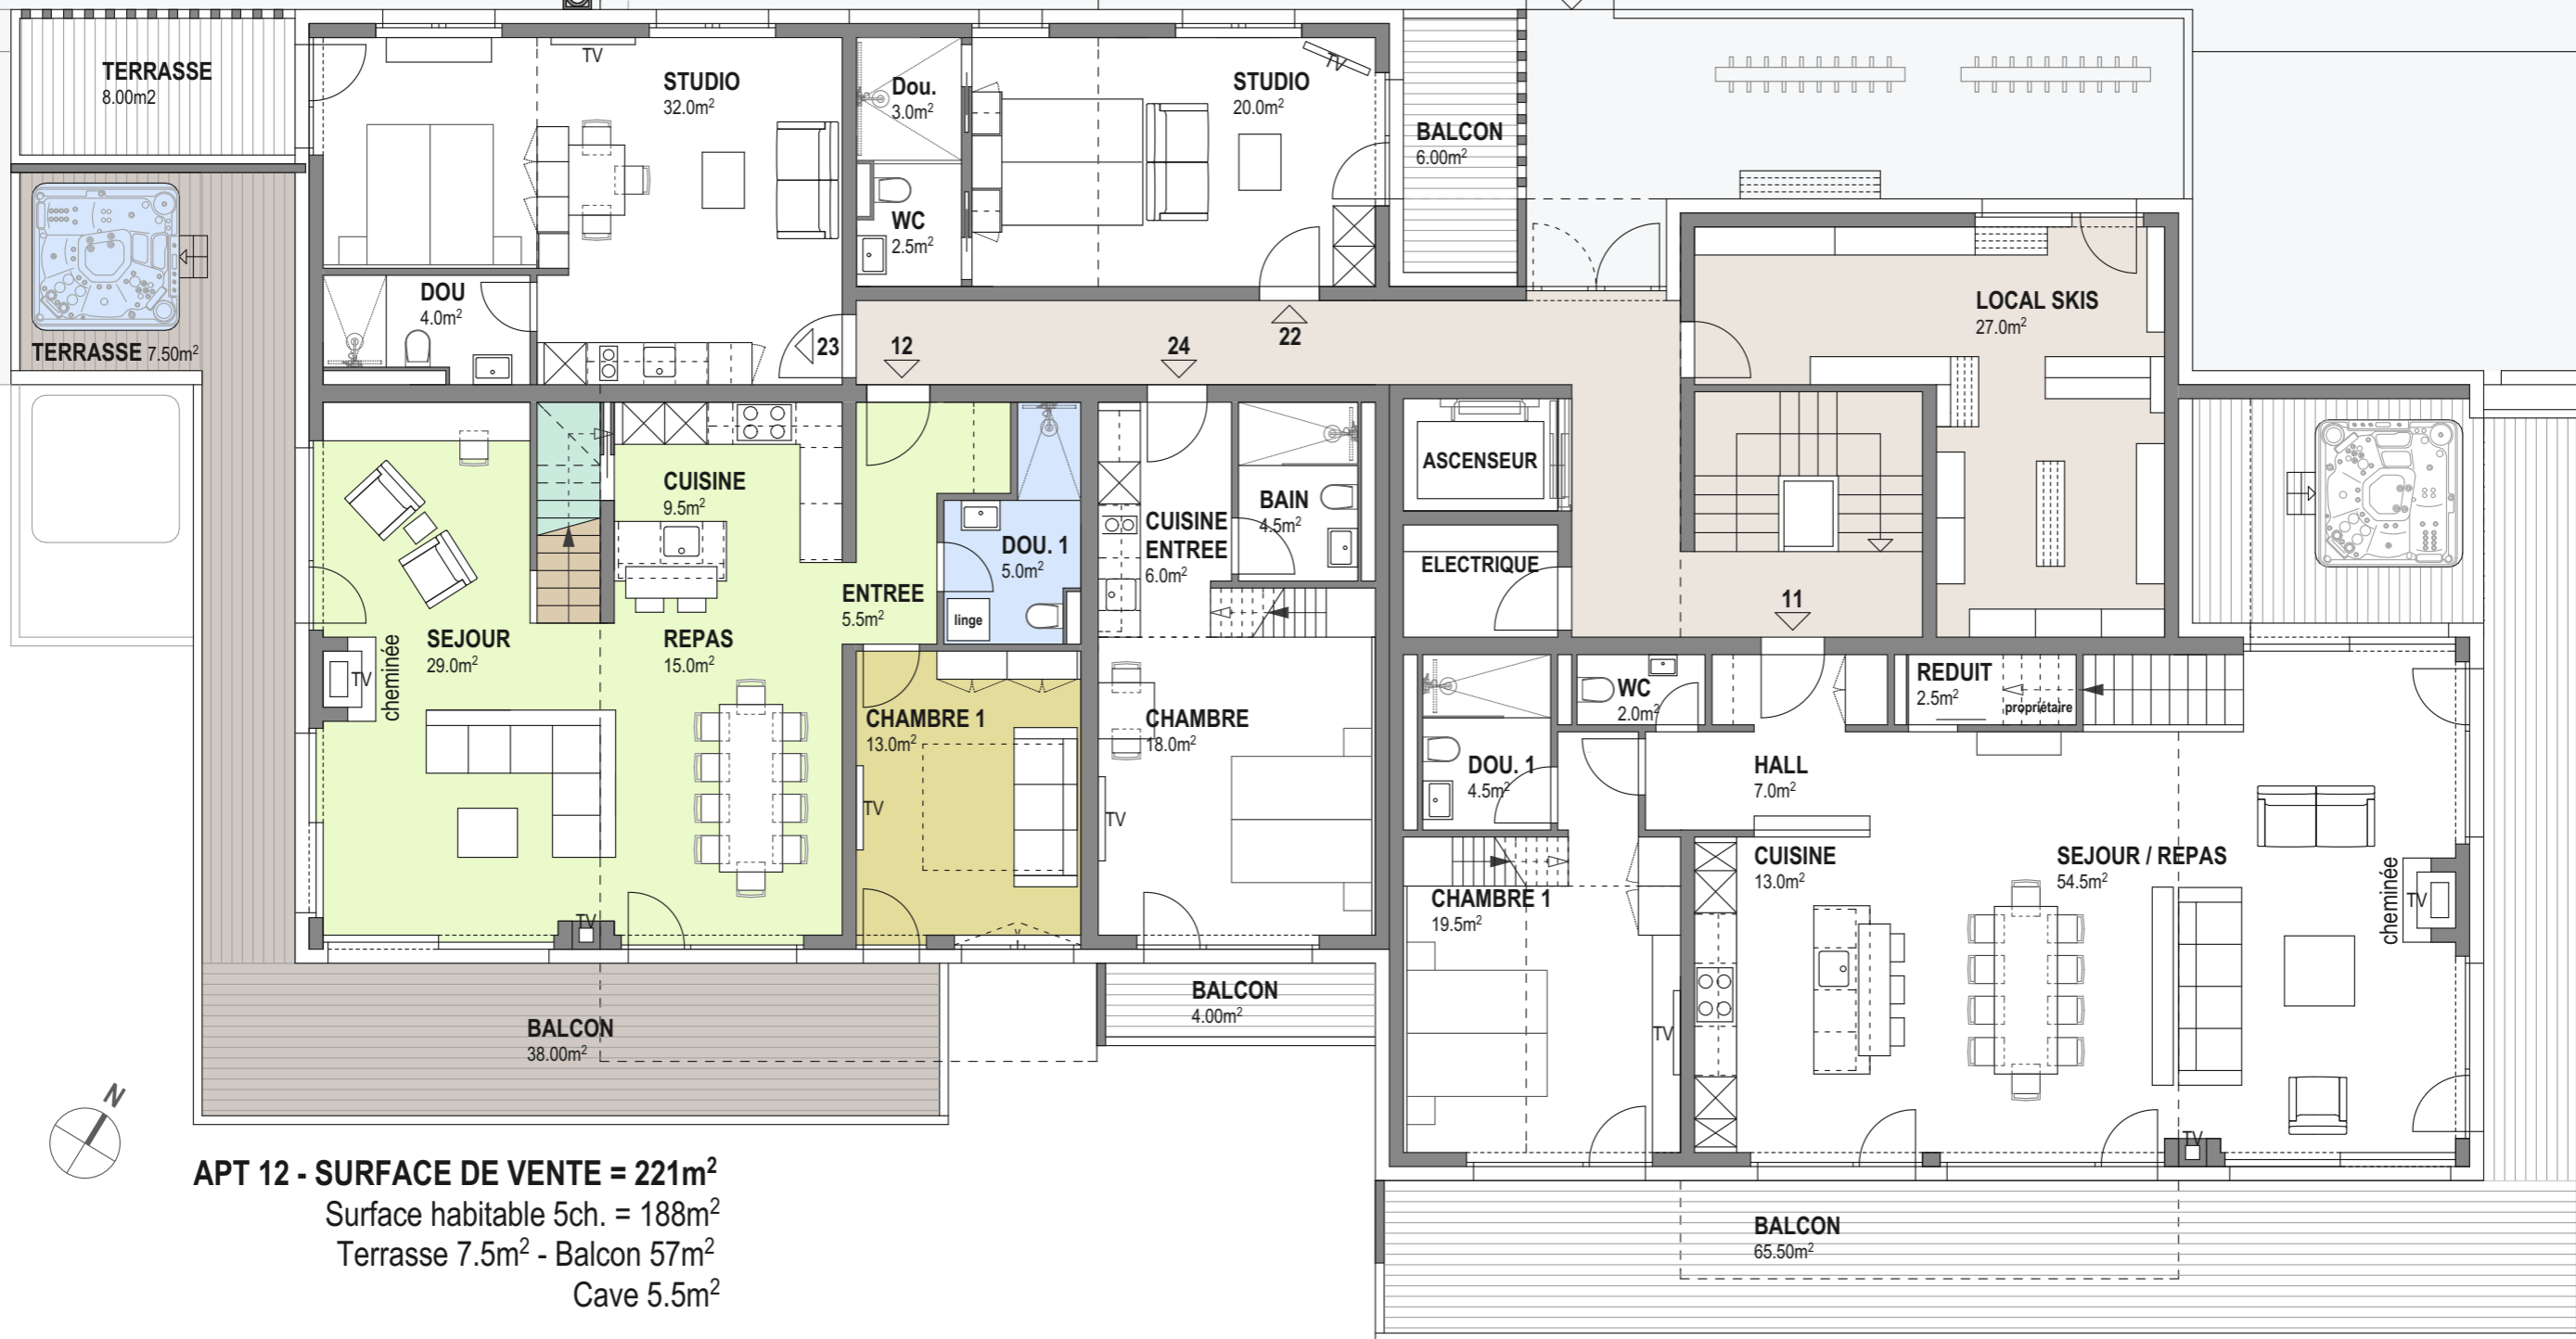 TERRASSE
8.00m2
TV
STUDIO
32.0m²
Dou.
3.0m²
WC
2.5m²
STUDIO
20.0m²
TV
BALCON
6.00m²
DOU
4.0m²
TERRASSE 7.50m²
23
12
24
22
LOCAL SKIS
27.0m²
CUISINE
9.5m²
DOU. 1
5.0m²
linge
ENTREE
5.5m²
CUISINE
ENTREE
6.0m²
BAIN
4.5m²
ASCENSEUR
ELECTRIQUE
11
SEJOUR
29.0m²
REPAS
15.0m²
TV
cheminée
CHAMBRE 1
13.0m²
TV
CHAMBRE
18.0m²
TV
WC
2.0m²
REDUIT
2.5m²
propriétaire
DOU. 1
4.5m²
HALL
7.0m²
CHAMBRE 1
19.5m²
TV
CUISINE
13.0m²
SEJOUR / REPAS
54.5m²
cheminée
TV
TV
TV
BALCON
38.00m²
BALCON
4.00m²
BALCON
65.50m²
N
APT 12 - SURFACE DE VENTE = 221m²
Surface habitable 5ch. = 188m²
Terrasse 7.5m² - Balcon 57m²
Cave 5.5m²